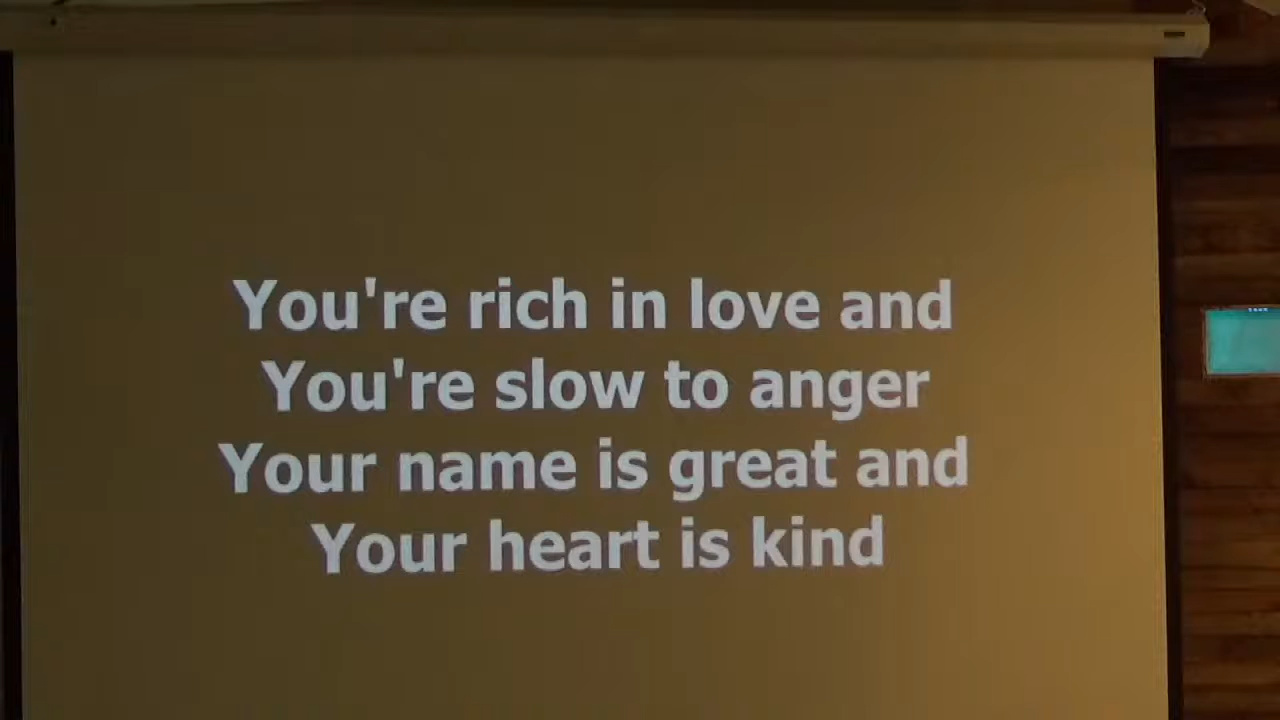 You're rich in love and
You're slow to anger
Your name is great and
Your heart is kind